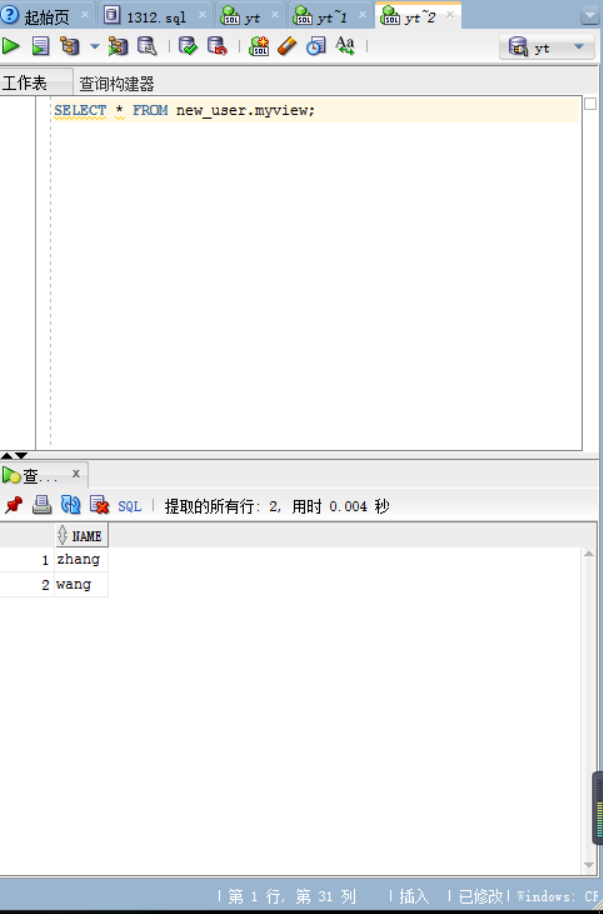 起始页 1312.sql yt yt~1 yt~2
yt
工作表 查询构建器
SELECT * FROM new_user.myview;
查...
SQL 提取的所有行: 2, 用时 0.004 秒
NAME
1 zhang
2 wang
第 1 行, 第 31 列 插入 已修改 Windows: CF